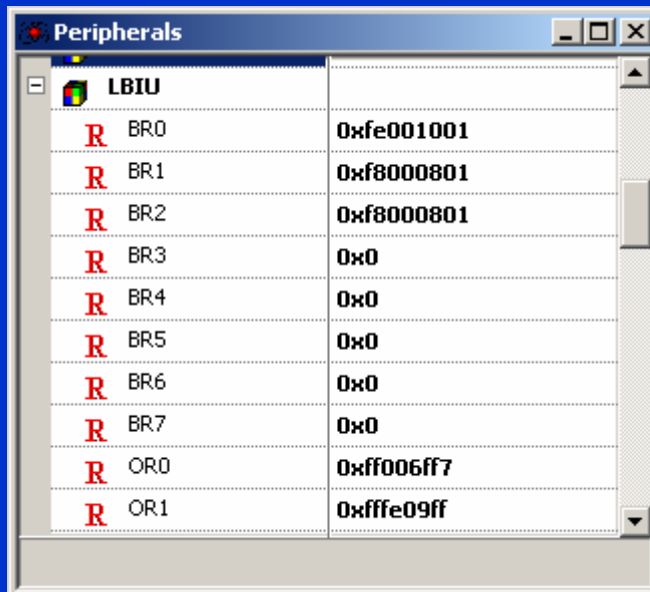 Peripherals
LBIU
R BR0 0xfe001001
R BR1 0xf8000801
R BR2 0xf8000801
R BR3 0x0
R BR4 0x0
R BR5 0x0
R BR6 0x0
R BR7 0x0
R OR0 0xff006ff7
R OR1 0xfffe09ff